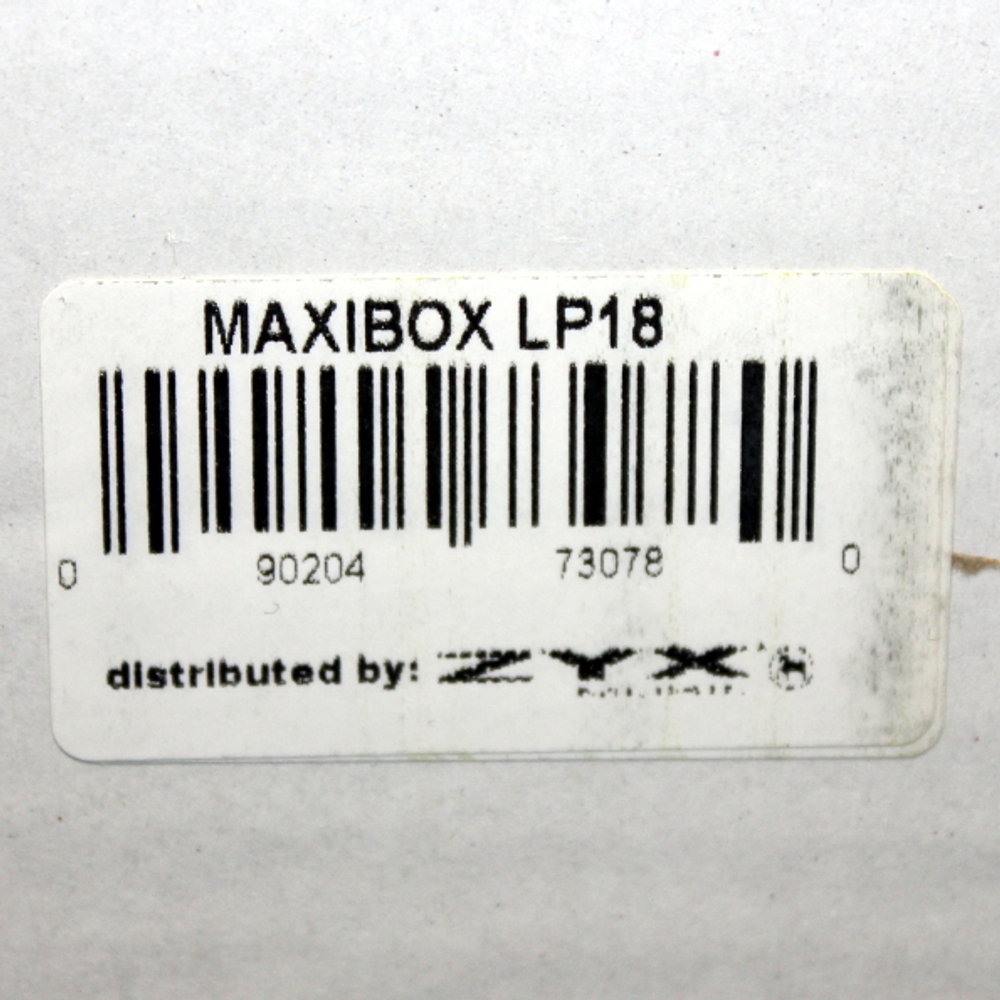 MAXIBOX LP18
0 90204 73078 0
distributed by: ZYX